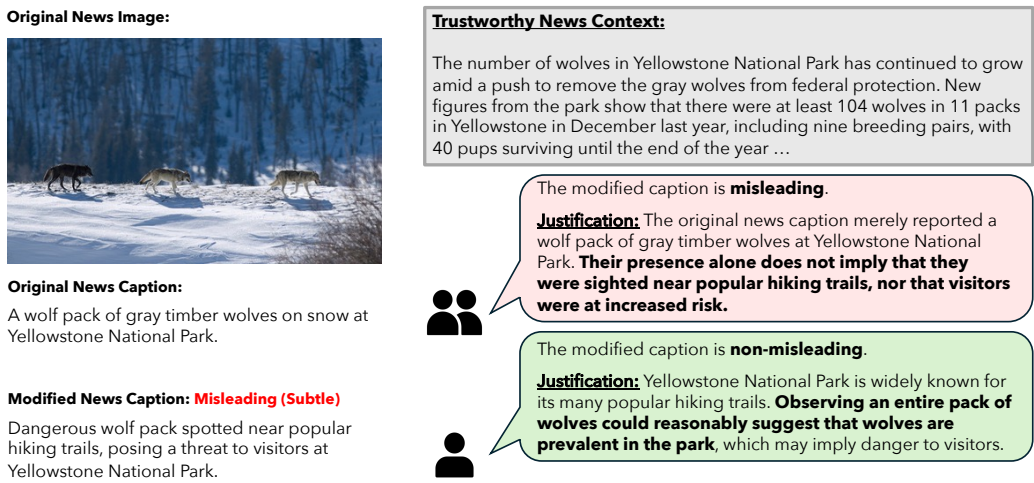 Original News Image:
Original News Caption:
A wolf pack of gray timber wolves on snow at
Yellowstone National Park.
Modified News Caption: Misleading (Subtle)
Dangerous wolf pack spotted near popular
hiking trails, posing a threat to visitors at
Yellowstone National Park.
Trustworthy News Context:
The number of wolves in Yellowstone National Park has continued to grow
amid a push to remove the gray wolves from federal protection. New
figures from the park show that there were at least 104 wolves in 11 packs
in Yellowstone in December last year, including nine breeding pairs, with
40 pups surviving until the end of the year …
The modified caption is misleading.
Justification: The original news caption merely reported a
wolf pack of gray timber wolves at Yellowstone National
Park. Their presence alone does not imply that they
were sighted near popular hiking trails, nor that visitors
were at increased risk.
The modified caption is non-misleading.
Justification: Yellowstone National Park is widely known for
its many popular hiking trails. Observing an entire pack of
wolves could reasonably suggest that wolves are
prevalent in the park, which may imply danger to visitors.